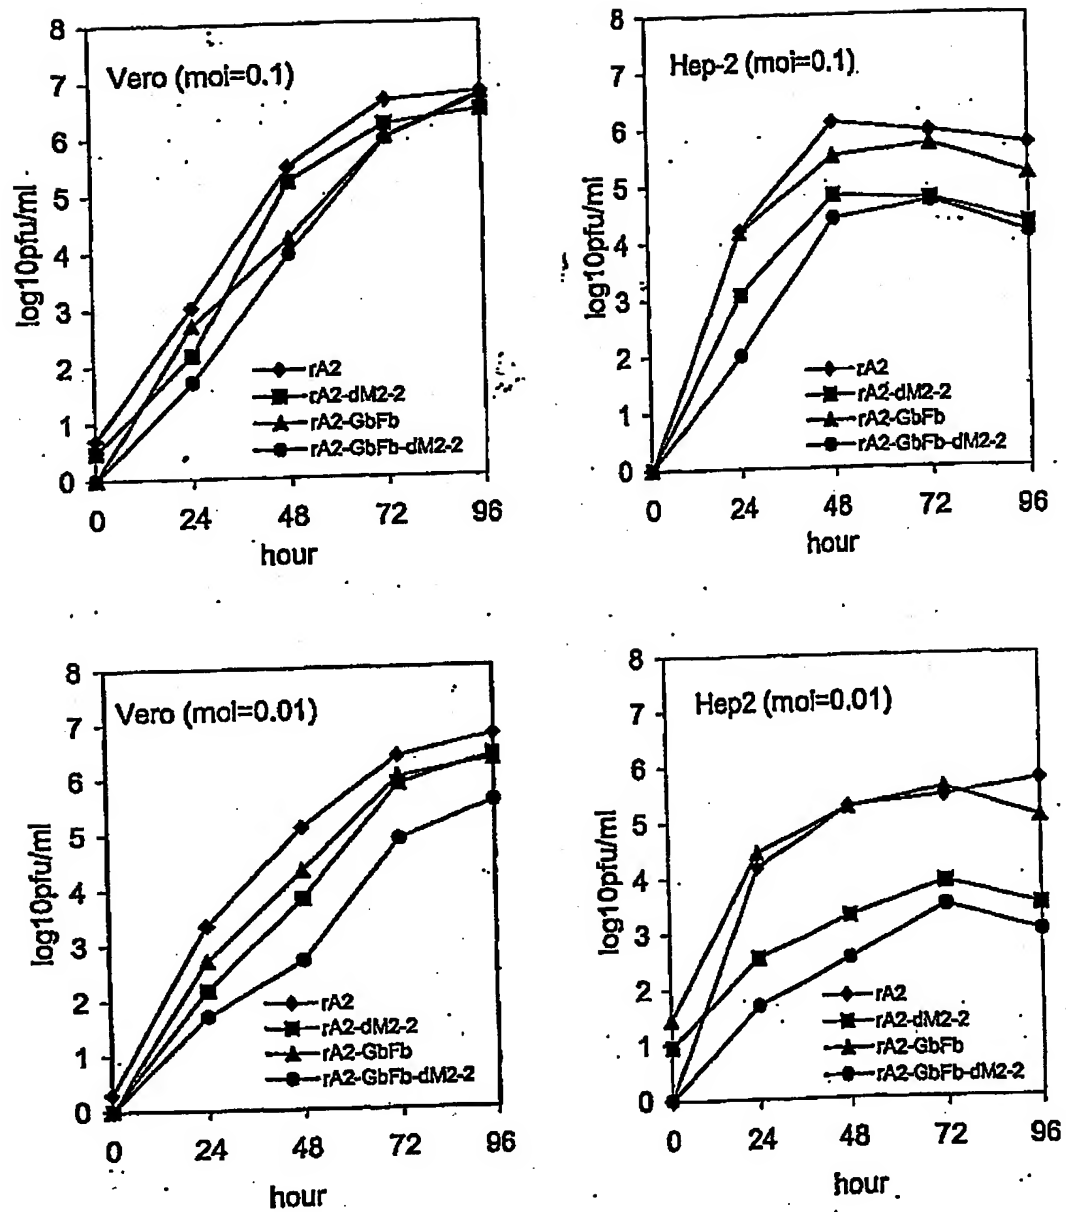 8
7
6
5
4
3
2
1
0
log10pfu/ml
Vero (moi=0.1)
rA2
rA2-dM2-2
rA2-GbFb
rA2-GbFb-dM2-2
0 24 48 72 96
hour
8
7
6
5
4
3
2
1
0
log10pfu/ml
Hep-2 (moi=0.1)
rA2
rA2-dM2-2
rA2-GbFb
rA2-GbFb-dM2-2
0 24 48 72 96
hour
8
7
6
5
4
3
2
1
0
log10pfu/ml
Vero (moi=0.01)
rA2
rA2-dM2-2
rA2-GbFb
rA2-GbFb-dM2-2
0 24 48 72 96
hour
8
7
6
5
4
3
2
1
0
log10pfu/ml
Hep2 (moi=0.01)
rA2
rA2-dM2-2
rA2-GbFb
rA2-GbFb-dM2-2
0 24 48 72 96
hour